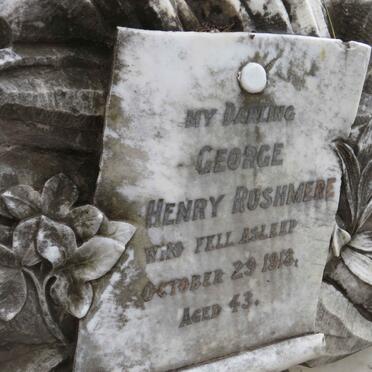 MY DARLING
GEORGE
HENRY RUSHMERE
WHO FELL ASLEEP
OCTOBER 29 1918.
AGED 43.